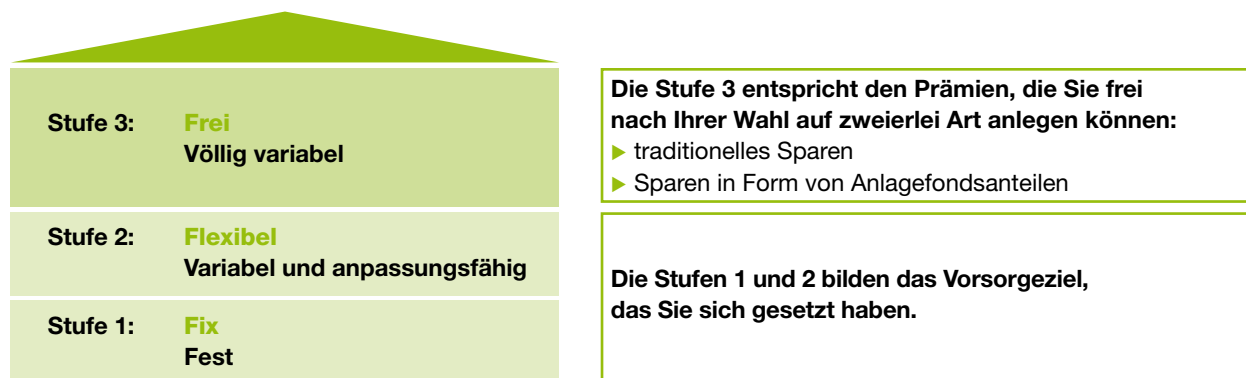 Stufe 3: Frei
Völlig variabel
Die Stufe 3 entspricht den Prämien, die Sie frei
nach Ihrer Wahl auf zweierlei Art anlegen können:
traditionelles Sparen
Sparen in Form von Anlagefondsanteilen
Stufe 2: Flexibel
Variabel und anpassungsfähig
Stufe 1: Fix
Fest
Die Stufen 1 und 2 bilden das Vorsorgeziel,
das Sie sich gesetzt haben.